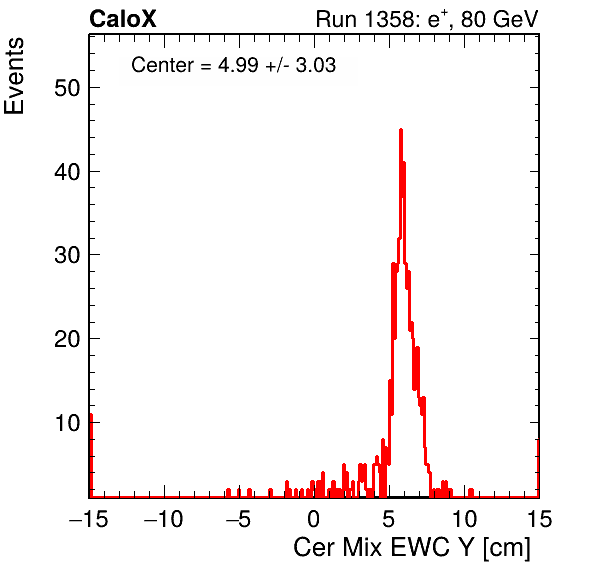 CaloX
Run 1358: e+, 80 GeV
Center = 4.99 +/- 3.03
Events
50
40
30
20
10
−15 −10 −5 0 5 10 15
Cer Mix EWC Y [cm]